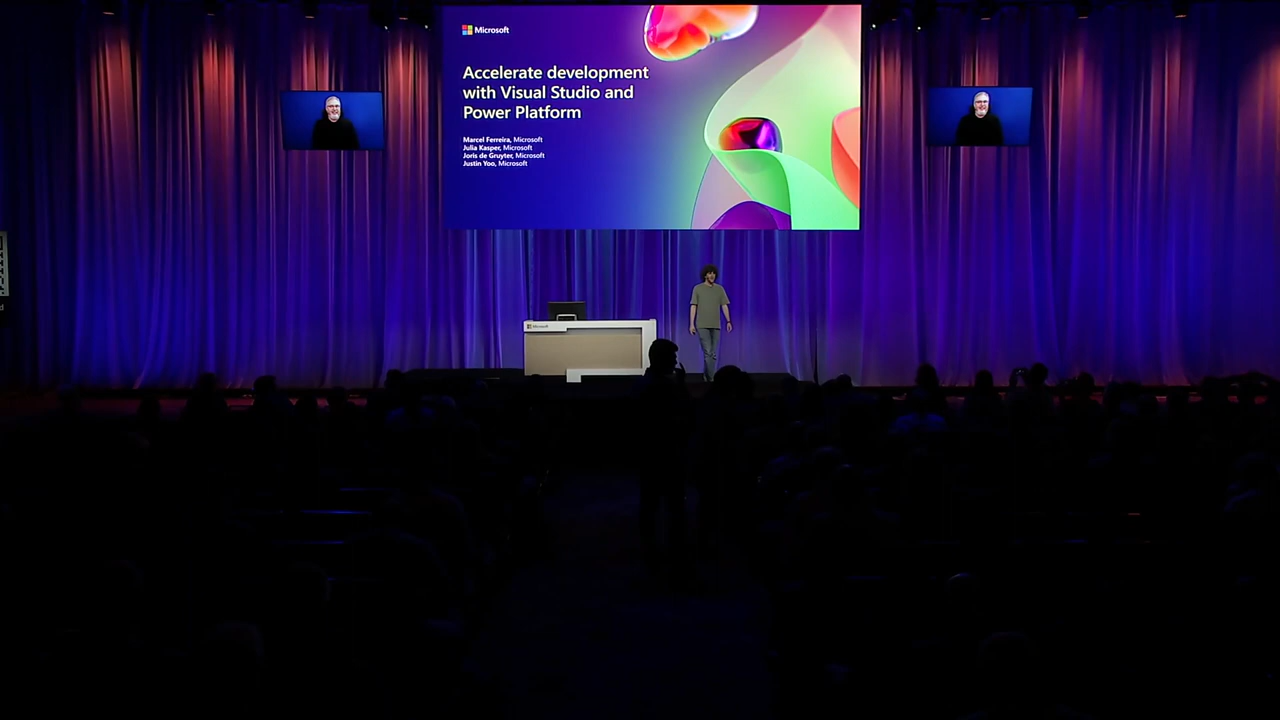 Microsoft
Accelerate development
with Visual Studio and
Power Platform
Marcel Ferreira, Microsoft
Julia Kasper, Microsoft
Joris de Gruyter, Microsoft
Justin Yoo, Microsoft
Microsoft